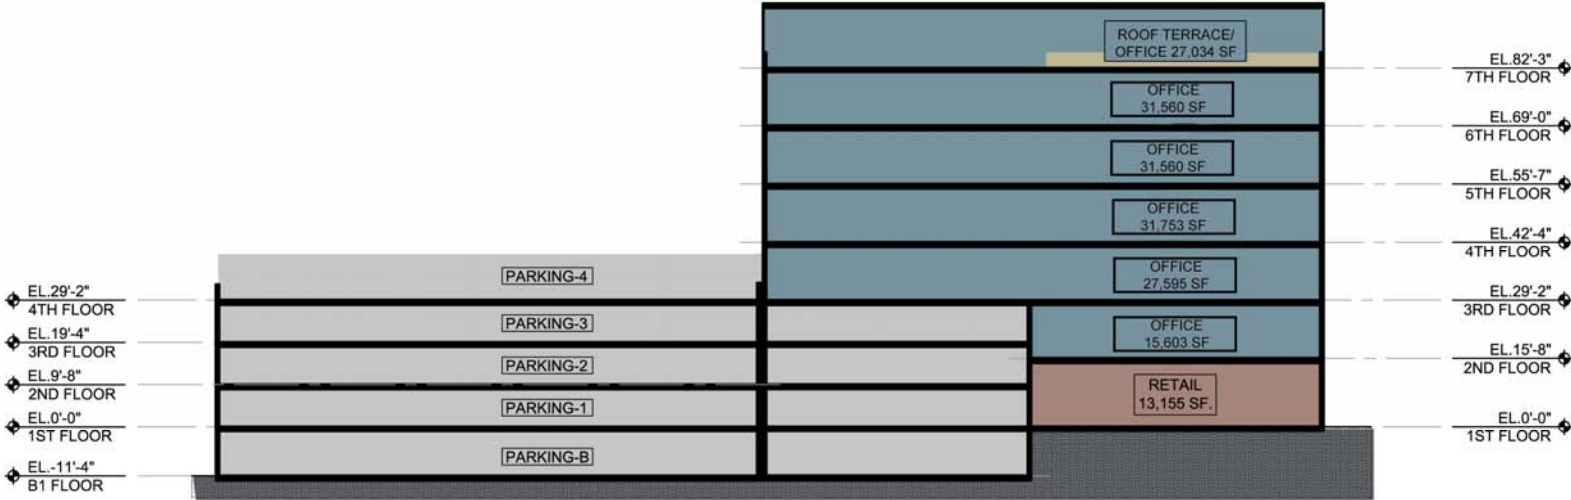 ROOF TERRACE/
OFFICE 27,034 SF
EL.82'-3"
7TH FLOOR
OFFICE
31,560 SF
EL.69'-0"
6TH FLOOR
OFFICE
31,560 SF
EL.55'-7"
5TH FLOOR
OFFICE
31,753 SF
EL.42'-4"
4TH FLOOR
PARKING-4
OFFICE
27,595 SF
EL.29'-2"
4TH FLOOR
EL.29'-2"
3RD FLOOR
PARKING-3
OFFICE
15,603 SF
EL.19'-4"
3RD FLOOR
EL.15'-8"
2ND FLOOR
PARKING-2
EL.9'-8"
2ND FLOOR
RETAIL
13,155 SF.
PARKING-1
EL.0'-0"
1ST FLOOR
EL.0'-0"
1ST FLOOR
PARKING-B
EL.-11'-4"
B1 FLOOR